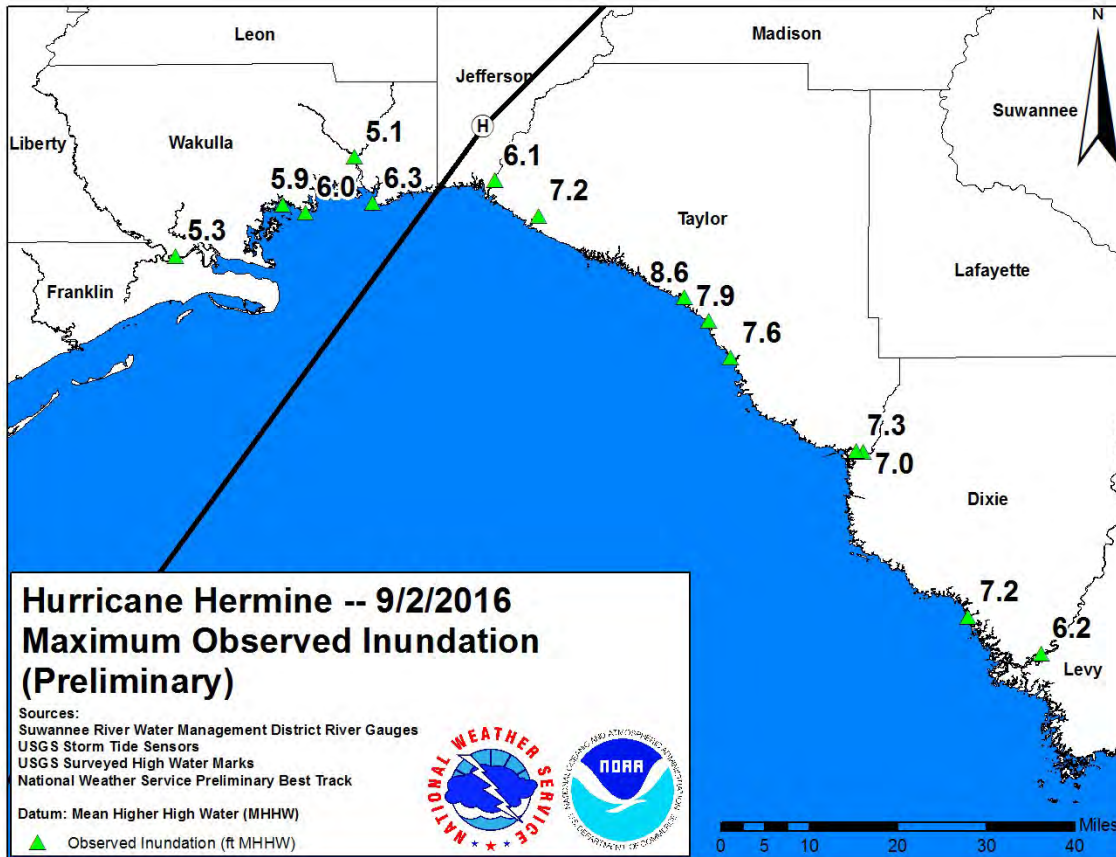 N
Leon
Madison
Jefferson
Suwannee
H
5.1
Liberty
Wakulla
6.1
5.9
6.0
6.3
7.2
Taylor
5.3
Lafayette
8.6
Franklin
7.9
7.6
7.3
7.0
Dixie
7.2
6.2
Levy
Hurricane Hermine -- 9/2/2016
Maximum Observed Inundation
(Preliminary)
Sources:
Suwannee River Water Management District River Gauges
USGS Storm Tide Sensors
USGS Surveyed High Water Marks
National Weather Service Preliminary Best Track
Datum: Mean Higher High Water (MHHW)
Observed Inundation (ft MHHW)
NATIONAL WEATHER SERVICE
NATIONAL OCEANIC AND ATMOSPHERIC ADMINISTRATION
NOAA
U.S. DEPARTMENT OF COMMERCE
Miles
0 5 10 20 30 40